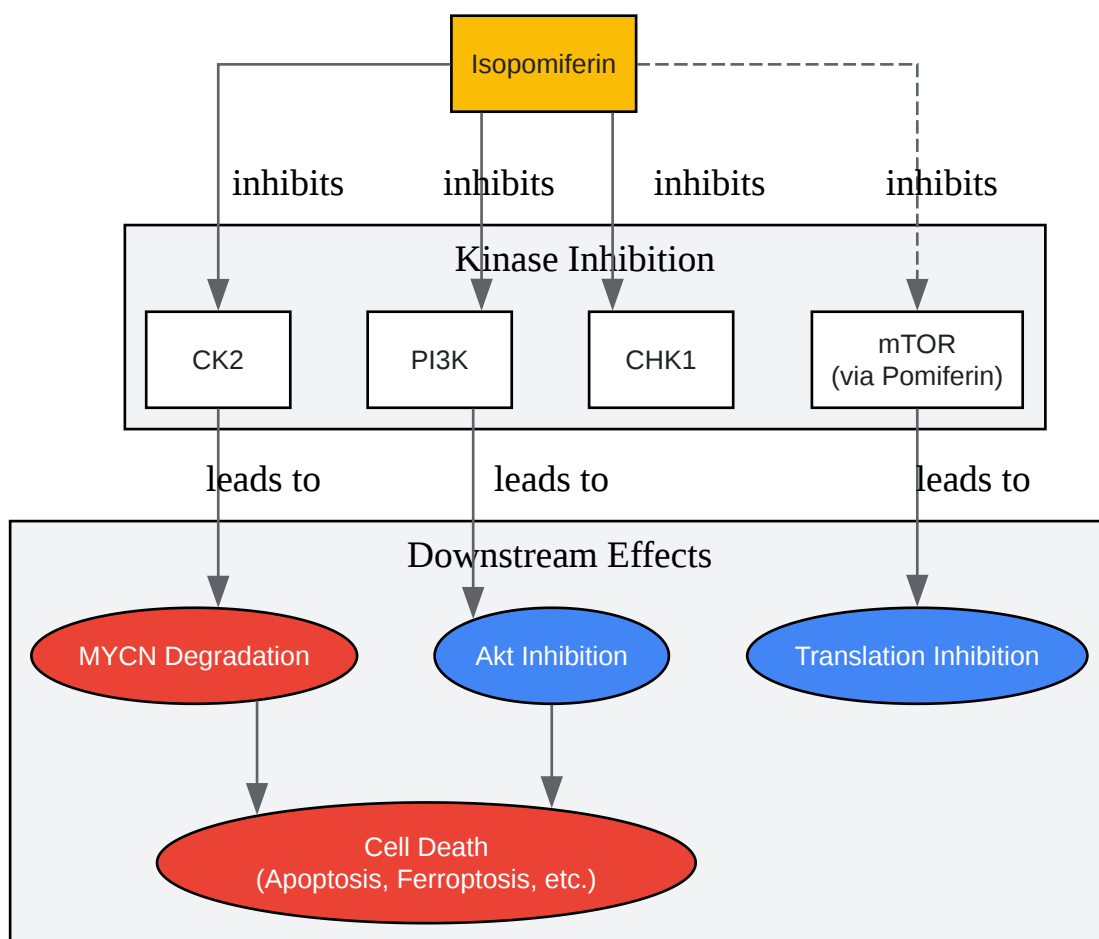 Isopomiferin
inhibits
inhibits
inhibits
inhibits
Kinase Inhibition
CK2
PI3K
CHK1
mTOR
(via Pomiferin)
leads to
leads to
leads to
Downstream Effects
MYCN Degradation
Akt Inhibition
Translation Inhibition
Cell Death
(Apoptosis, Ferroptosis, etc.)